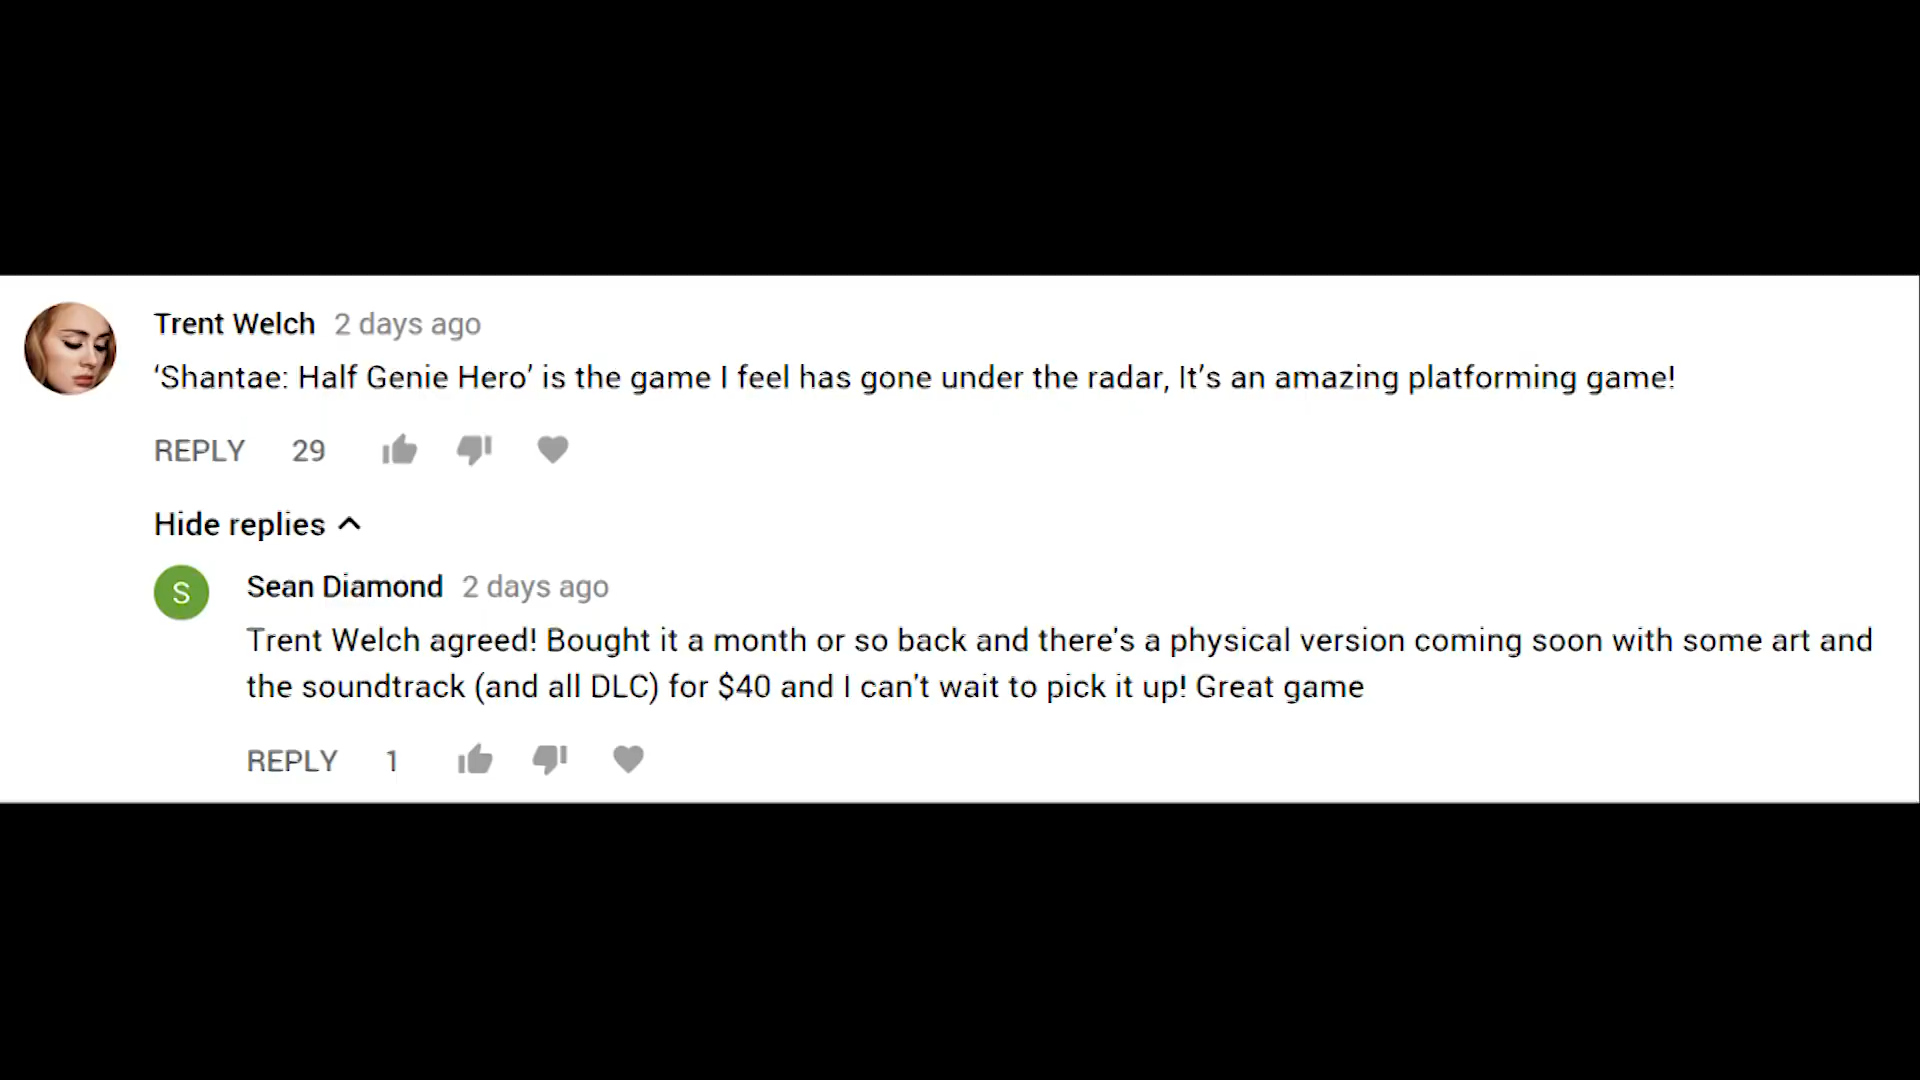 Trent Welch 2 days ago
‘Shantae: Half Genie Hero’ is the game I feel has gone under the radar, It’s an amazing platforming game!
REPLY 29
Hide replies
S
Sean Diamond 2 days ago
Trent Welch agreed! Bought it a month or so back and there's a physical version coming soon with some art and
the soundtrack (and all DLC) for $40 and I can't wait to pick it up! Great game
REPLY 1